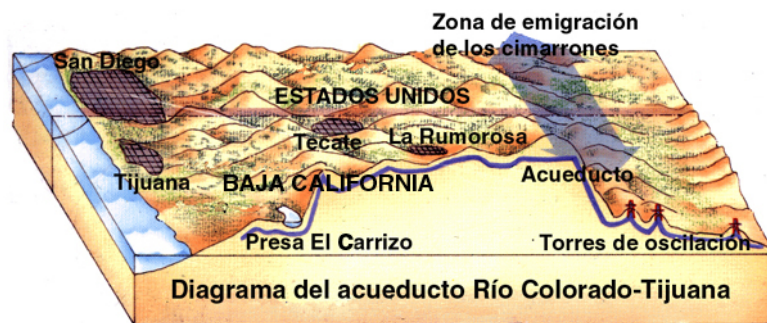 Zona de emigración
de los cimarrones
San Diego
ESTADOS UNIDOS
Tecate
La Rumorosa
Tijuana
BAJA CALIFORNIA
Acueducto
Presa El Carrizo
Torres de oscilación
Diagrama del acueducto Río Colorado-Tijuana